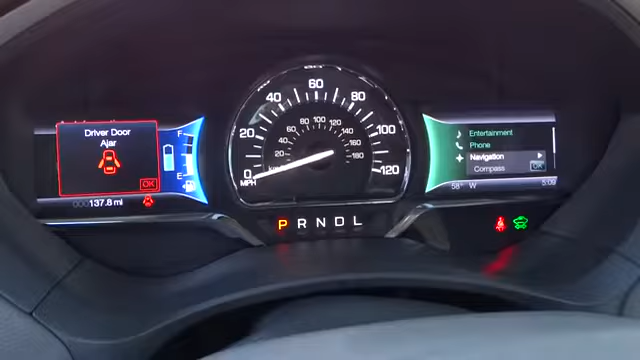 Driver Door
Ajar
OK
F
E
000137.8 mi
0
20
40
60
80
100
120
MPH
20
40
60
80
100
120
140
160
180
P R N D L
Entertainment
Phone
Navigation
Compass
OK
58° W
5:09